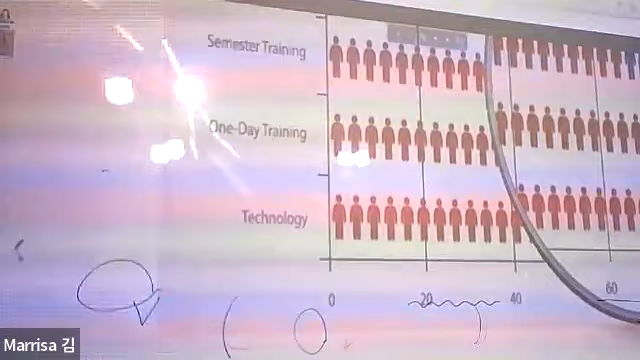 Semester Training
One-Day Training
Technology
0 20 40 60
Marrisa 김